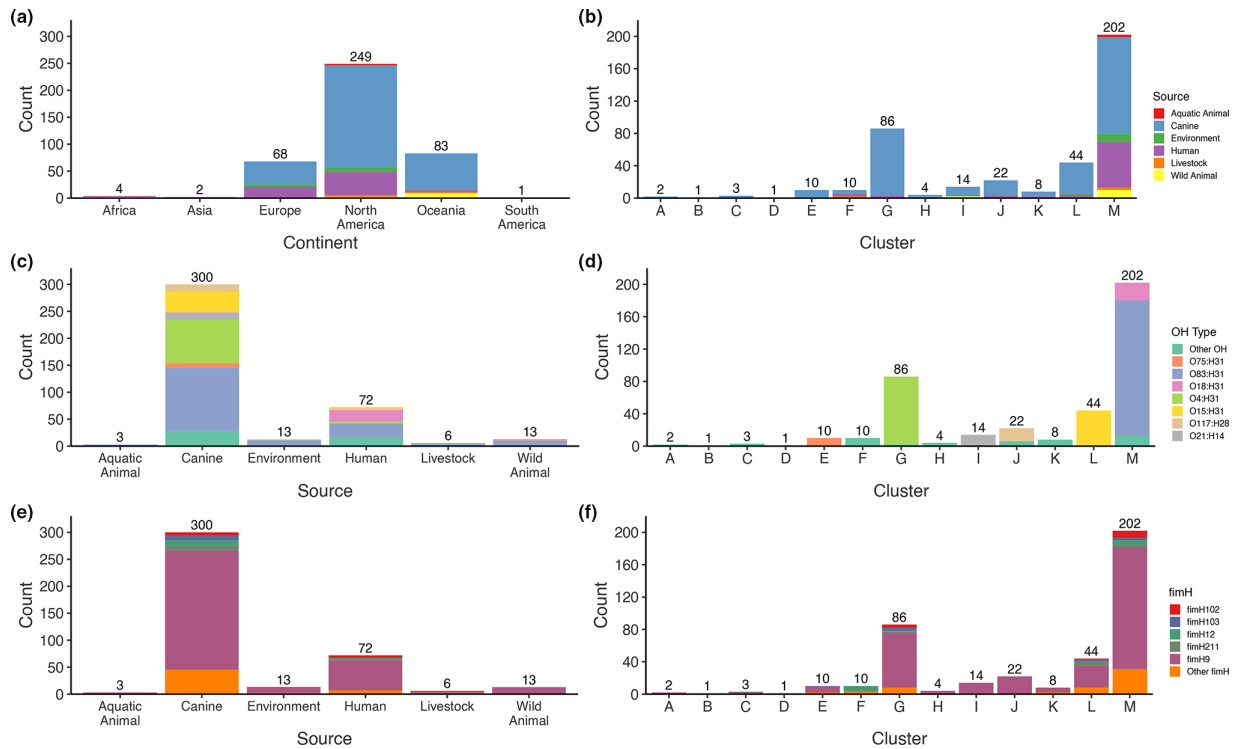 (a)
300
250
200
150
100
50
0
Count
4
2
68
249
83
1
Africa
Asia
Europe
North
America
Oceania
South
America
Continent
(b)
200
160
120
80
40
0
Count
2
1
3
1
10
10
86
4
14
22
8
44
202
A B C D E F G H I J K L M
Cluster
Source
Aquatic Animal
Canine
Environment
Human
Livestock
Wild Animal
(c)
300
250
200
150
100
50
0
Count
3
300
13
72
6
13
Aquatic
Animal
Canine
Environment
Human
Livestock
Wild
Animal
Source
(d)
200
160
120
80
40
0
Count
2
1
3
1
10
10
86
4
14
22
8
44
202
A B C D E F G H I J K L M
Cluster
OH Type
Other OH
O75:H31
O83:H31
O18:H31
O4:H31
O15:H31
O117:H28
O21:H14
(e)
300
250
200
150
100
50
0
Count
3
300
13
72
6
13
Aquatic
Animal
Canine
Environment
Human
Livestock
Wild
Animal
Source
(f)
200
160
120
80
40
0
Count
2
1
3
1
10
10
86
4
14
22
8
44
202
A B C D E F G H I J K L M
Cluster
fimH
fimH102
fimH103
fimH12
fimH211
fimH9
Other fimH